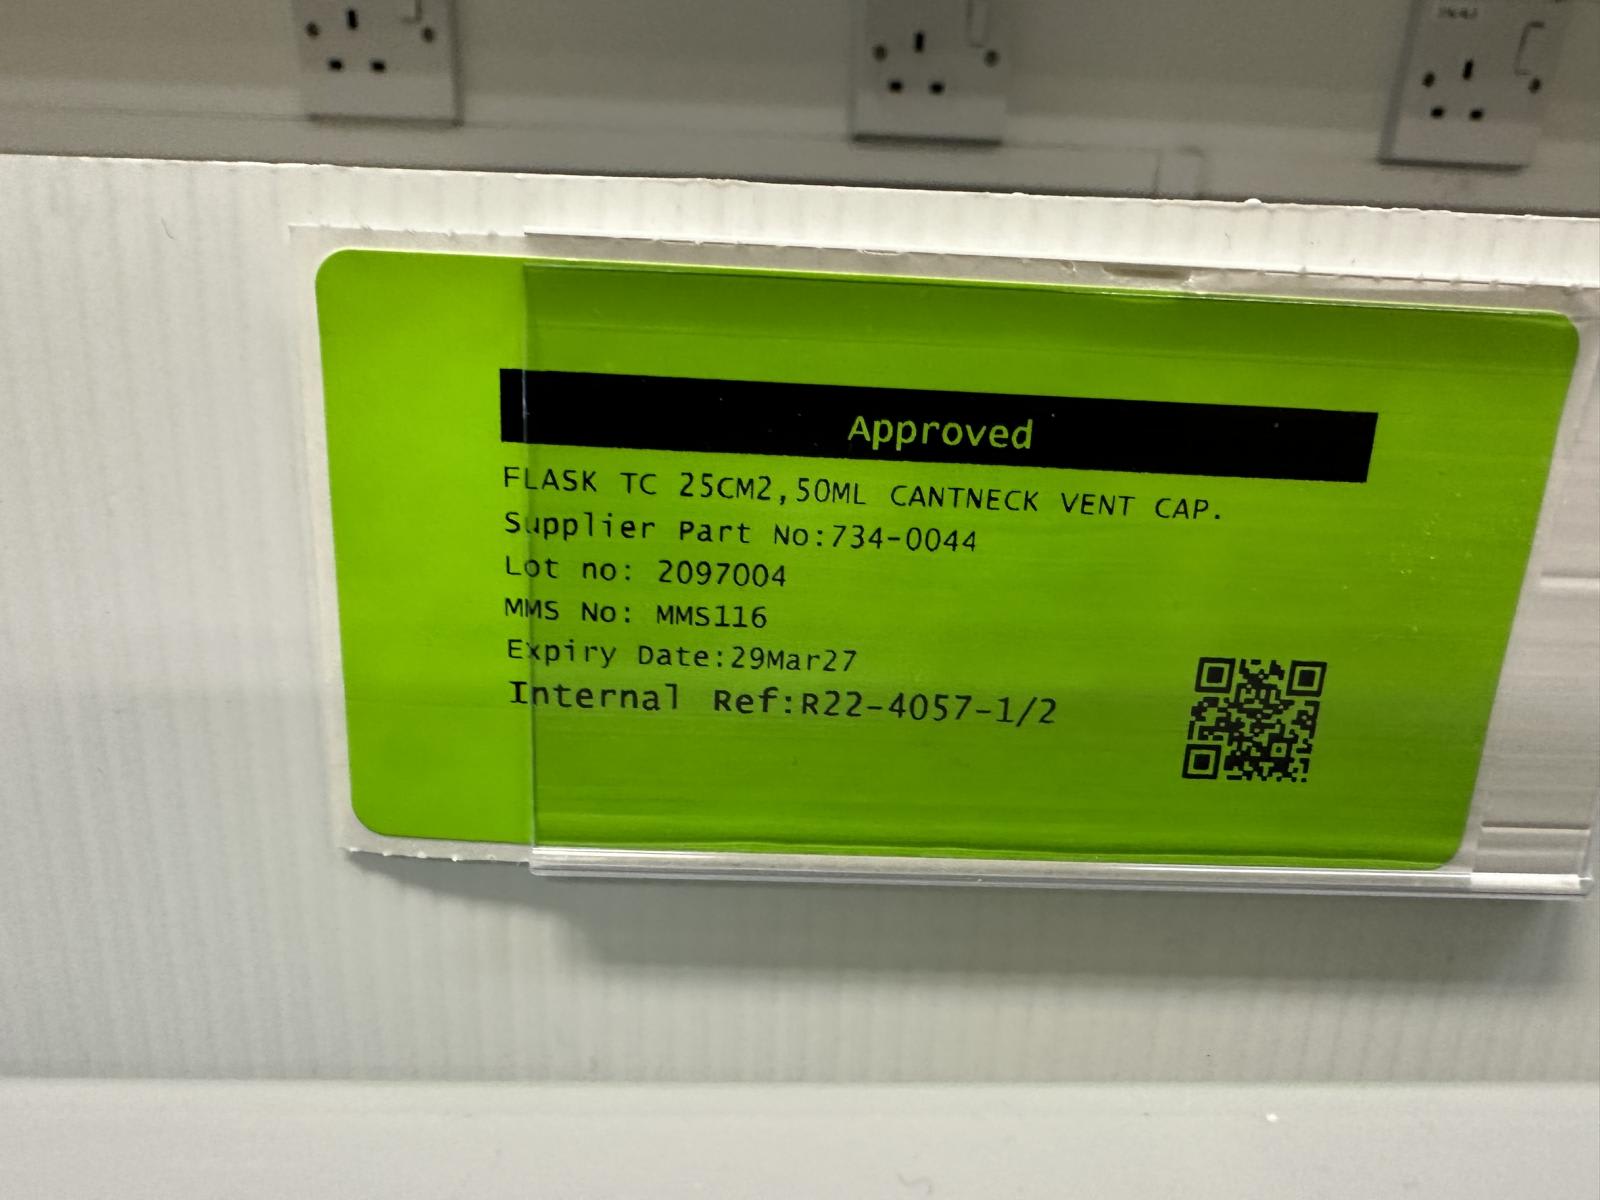 Approved
FLASK TC 25CM2,50ML CANTNECK VENT CAP.
Supplier Part No:734-0044
Lot no: 2097004
MMS No: MMS116
Expiry Date:29Mar27
Internal Ref:R22-4057-1/2